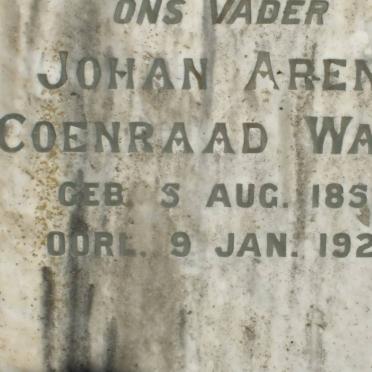 ONS VADER
JOHAN AREN
COENRAAD WA
GEB. 5 AUG. 185
OORL. 9 JAN. 192